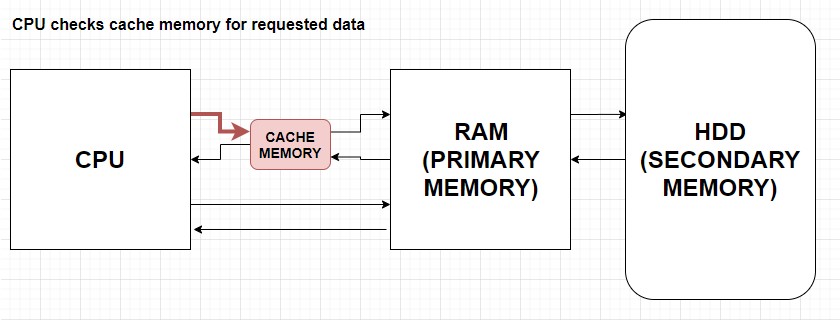 CPU checks cache memory for requested data
CPU
CACHE
MEMORY
RAM
(PRIMARY
MEMORY)
HDD
(SECONDARY
MEMORY)